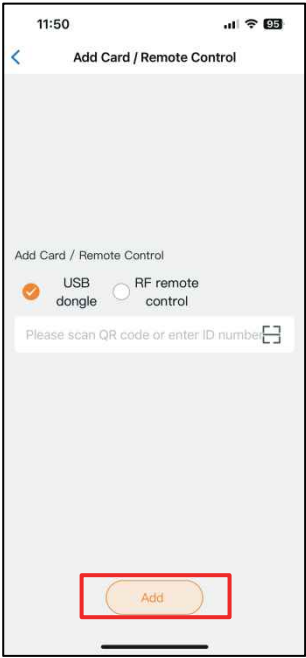 11:50
95
Add Card / Remote Control
Add Card / Remote Control
USB dongle
RF remote control
Please scan QR code or enter ID number
Add